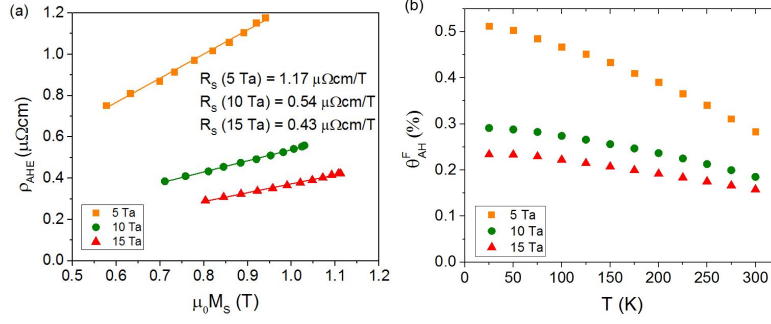 (a)
1.2
1.0
0.8
0.6
0.4
0.2
0.0
ρAHE (μΩcm)
RS (5 Ta) = 1.17 μΩcm/T
RS (10 Ta) = 0.54 μΩcm/T
RS (15 Ta) = 0.43 μΩcm/T
5 Ta
10 Ta
15 Ta
0.5 0.6 0.7 0.8 0.9 1.0 1.1 1.2
μ0MS (T)
(b)
0.5
0.4
0.3
0.2
0.1
0.0
θFAH (%)
5 Ta
10 Ta
15 Ta
0 50 100 150 200 250 300
T (K)